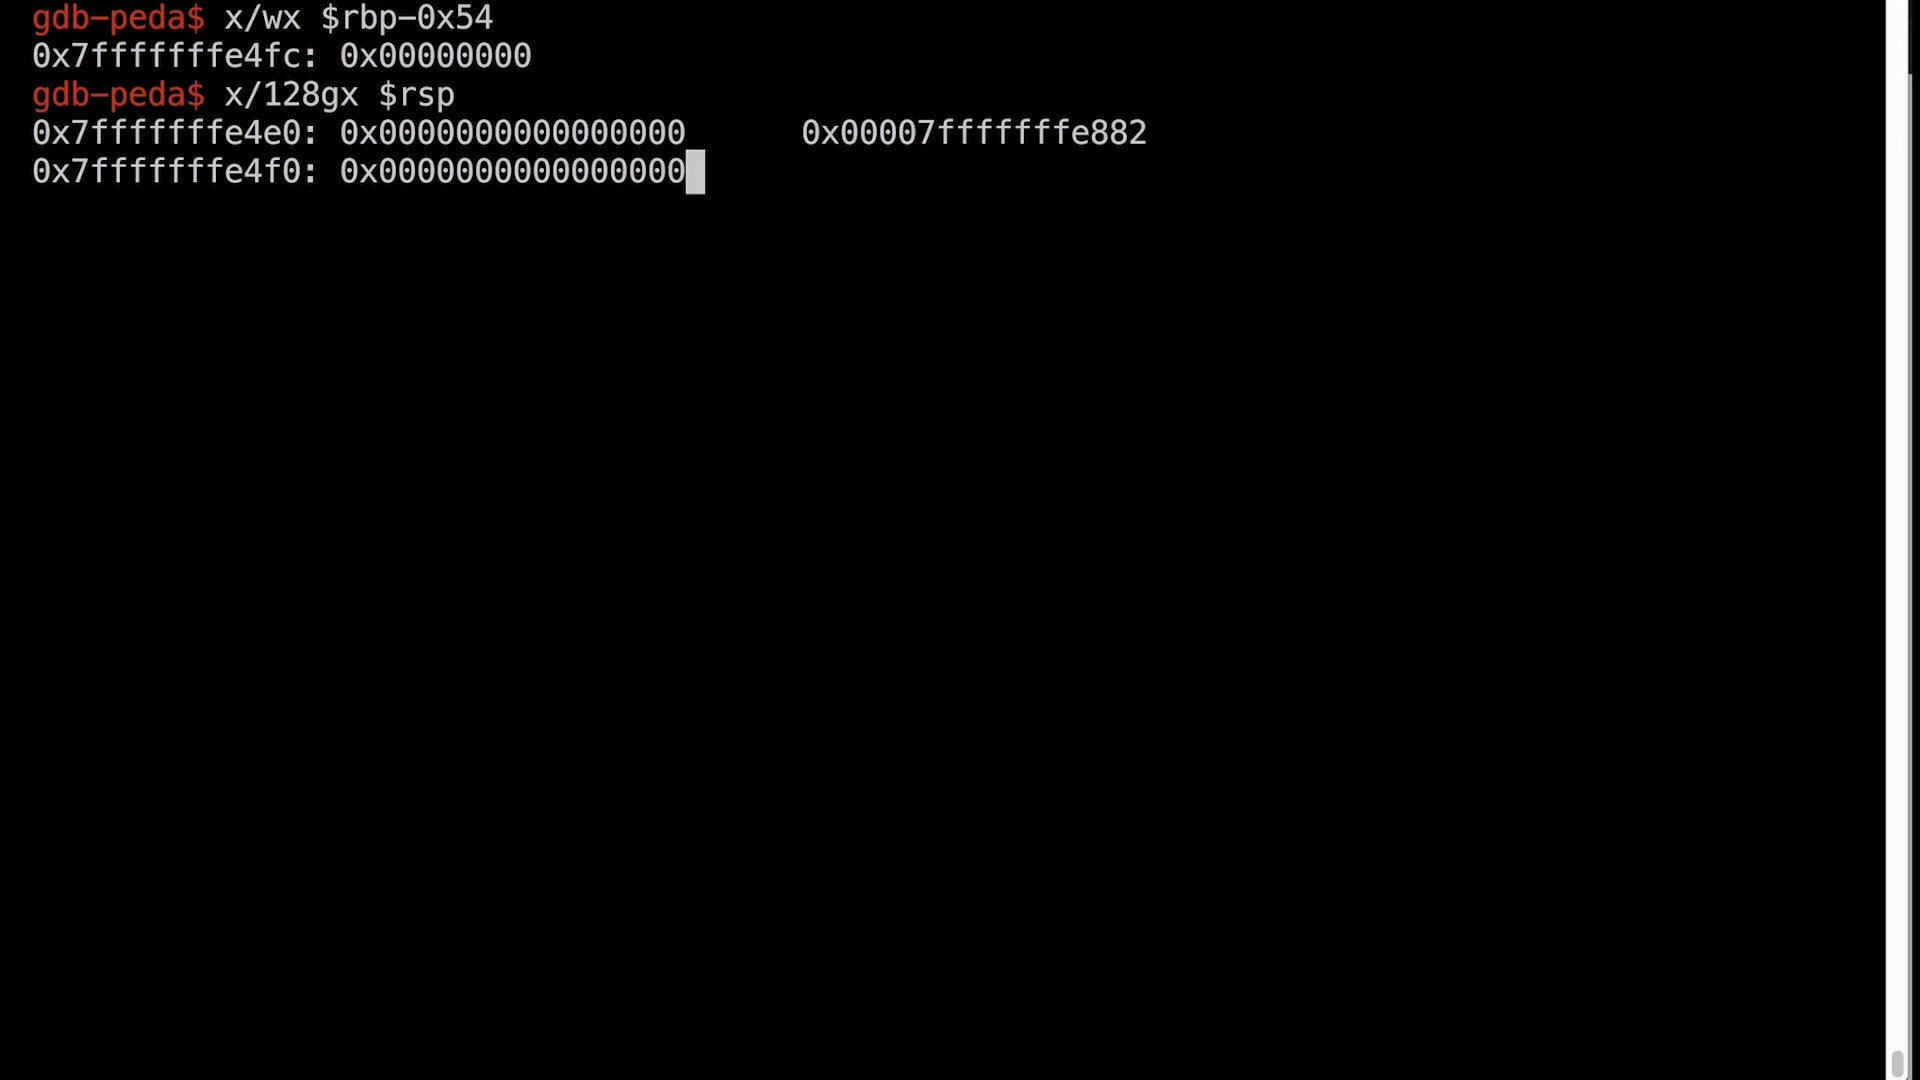 gdb-peda$ x/wx $rbp-0x54
0x7fffffffe4fc: 0x00000000
gdb-peda$ x/128gx $rsp
0x7fffffffe4e0: 0x0000000000000000 0x00007fffffffe882
0x7fffffffe4f0: 0x0000000000000000